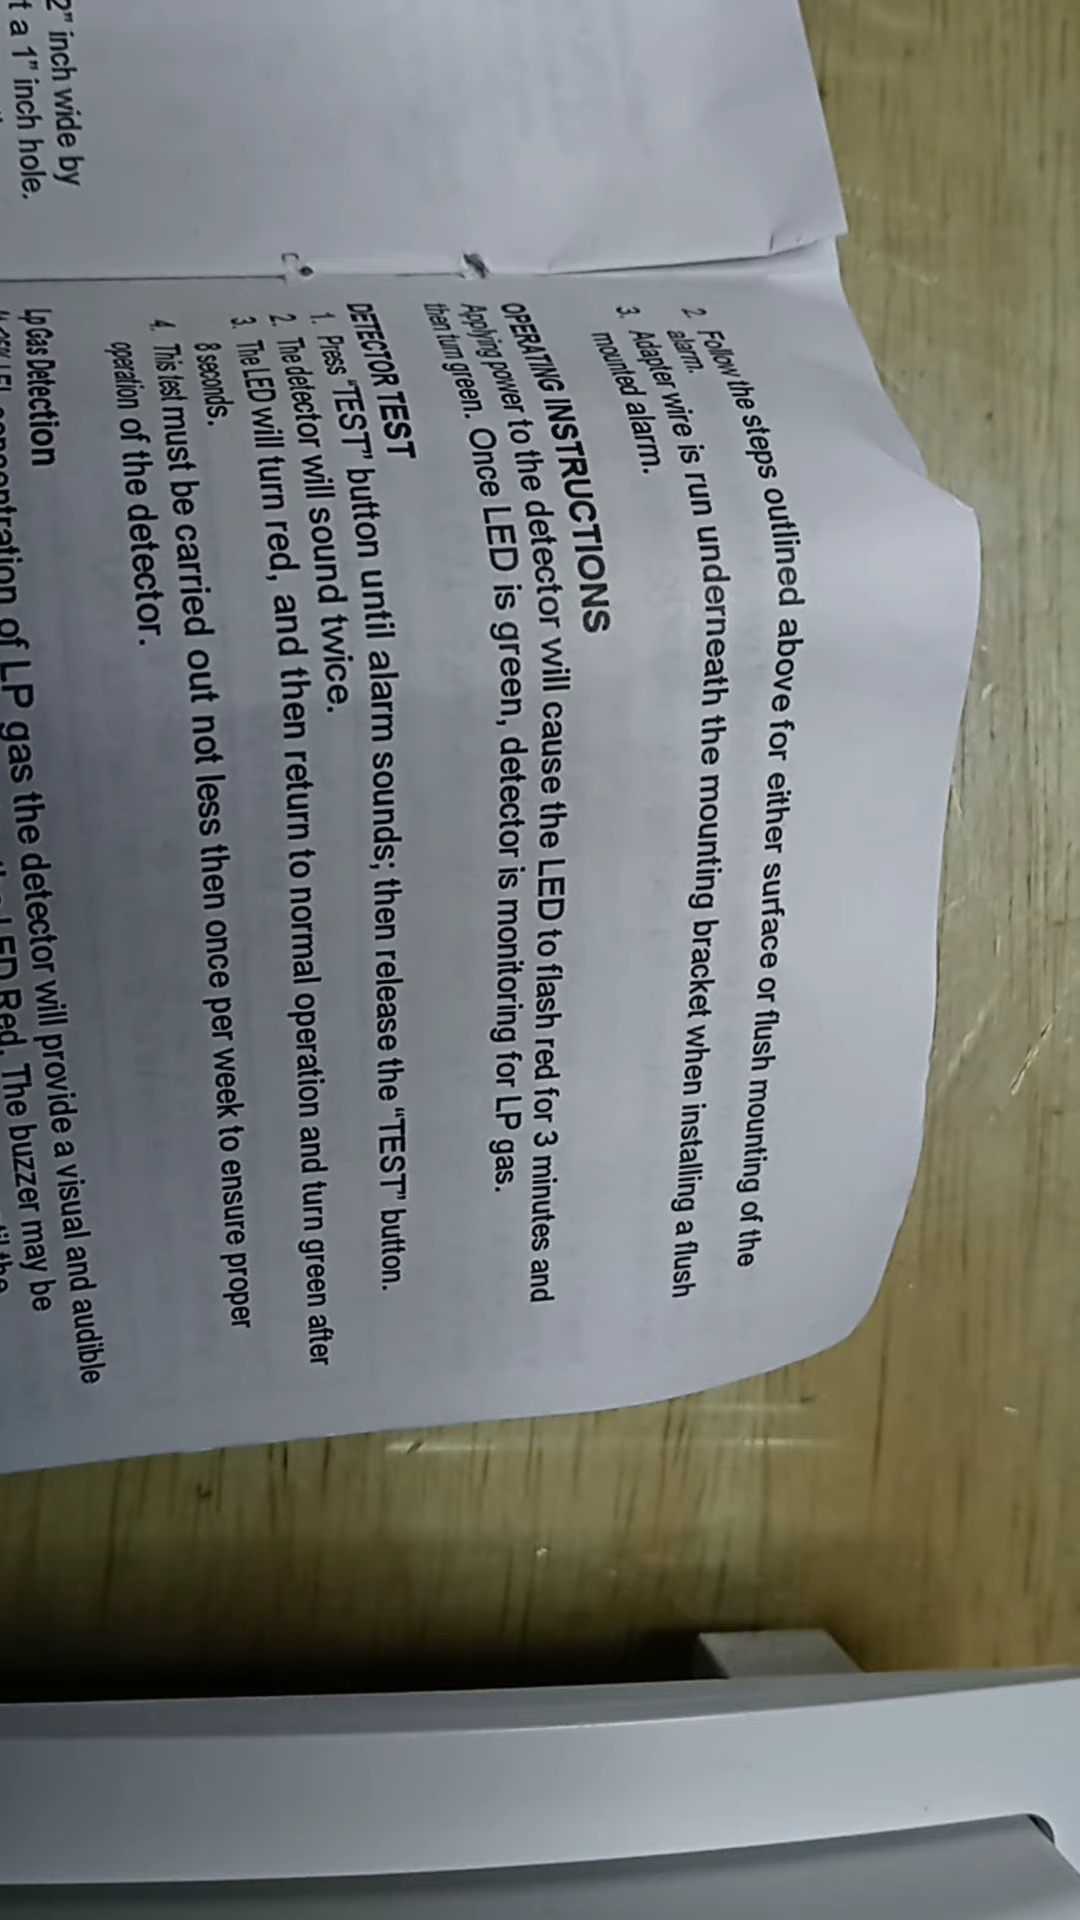 2" inch wide by
t a 1" inch hole.
2. Follow the steps outlined above for either surface or flush mounting of the
alarm.
3. Adapter wire is run underneath the mounting bracket when installing a flush
mounted alarm.
OPERATING INSTRUCTIONS
Applying power to the detector will cause the LED to flash red for 3 minutes and
then turn green. Once LED is green, detector is monitoring for LP gas.
DETECTOR TEST
1. Press "TEST" button until alarm sounds; then release the "TEST" button.
2. The detector will sound twice.
3. The LED will turn red, and then return to normal operation and turn green after
8 seconds.
4. This test must be carried out not less then once per week to ensure proper
operation of the detector.
Lp Gas Detection
concentration of LP gas the detector will provide a visual and audible
LED Red. The buzzer may be